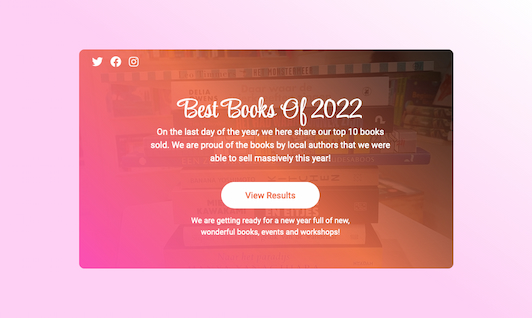 Best Books Of 2022
On the last day of the year, we here share our top 10 books
sold. We are proud of the books by local authors that we were
able to sell massively this year!
View Results
We are getting ready for a new year full of new,
wonderful books, events and workshops!